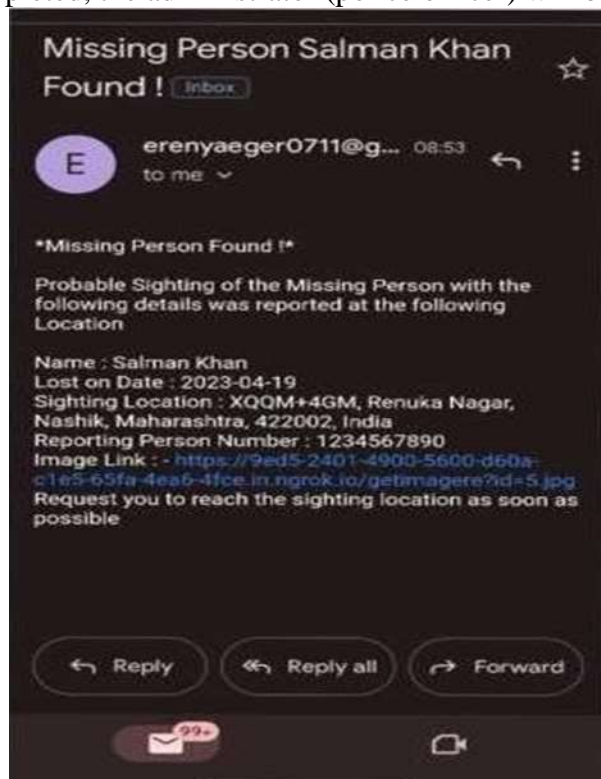 Missing Person Salman Khan
Found ! Inbox
E
erenyaeger0711@g... 08:53
to me
*Missing Person Found !*
Probable Sighting of the Missing Person with the
following details was reported at the following
Location
Name : Salman Khan
Lost on Date : 2023-04-19
Sighting Location : XQQM+4GM, Renuka Nagar,
Nashik, Maharashtra, 422002, India
Reporting Person Number : 1234567890
Image Link : - https://9ed5-2401-4900-5600-d60a-
c1e5-65fa-4ea6-4fce.in.ngrok.io/getimagere?id=5.jpg
Request you to reach the sighting location as soon as
possible
Reply
Reply all
Forward
99+